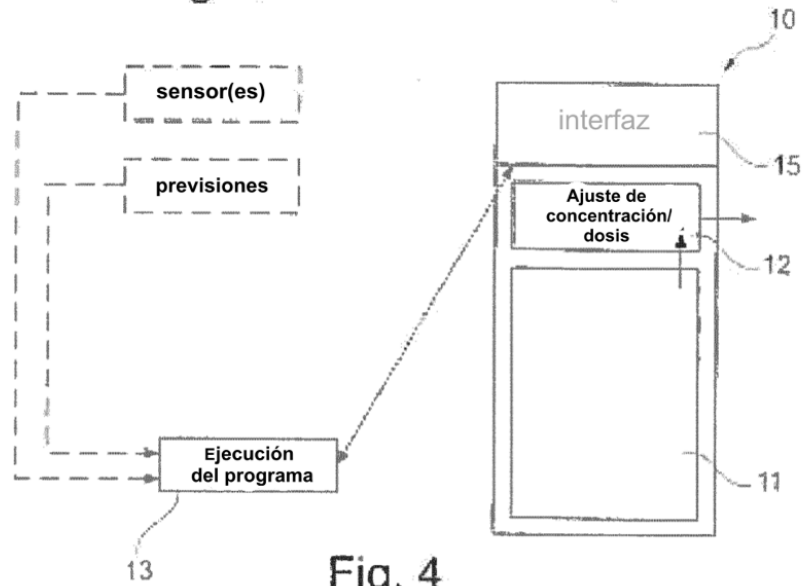 10
sensor(es)
interfaz
15
previsiones
Ajuste de
concentración/
dosis
12
Ejecución
del programa
11
13
Fig. 4